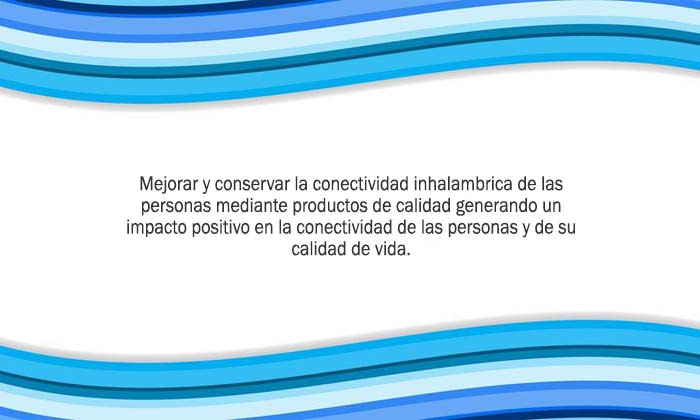 Mejorar y conservar la conectividad inhalambrica de las
personas mediante productos de calidad generando un
impacto positivo en la conectividad de las personas y de su
calidad de vida.